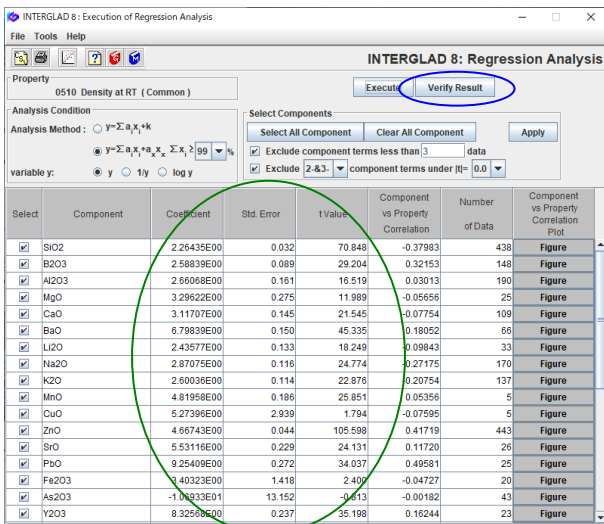 INTERGLAD 8 : Execution of Regression Analysis
File Tools Help
INTERGLAD 8: Regression Analysis
Property
0510 Density at RT ( Common )
Execute Verify Result
Analysis Condition
Analysis Method : y=Σaixi+k
y=Σaixi+axxx Σxi ≥ 99 %
variable y: y 1/y log y
Select Components
Select All Component Clear All Component Apply
Exclude component terms less than 3 data
Exclude 2-&3- component terms under |t|= 0.0
Select Component Coefficient Std. Error t Value Component vs Property Correlation Number of Data Component vs Property Correlation Plot
SiO2 2.26435E00 0.032 70.848 -0.37983 438 Figure
B2O3 2.58839E00 0.089 29.204 0.32153 148 Figure
Al2O3 2.66068E00 0.161 16.519 0.03013 190 Figure
MgO 3.29622E00 0.275 11.989 -0.05656 25 Figure
CaO 3.11707E00 0.145 21.545 -0.07754 109 Figure
BaO 6.79839E00 0.150 45.335 0.18052 66 Figure
Li2O 2.43577E00 0.133 18.249 -0.09843 33 Figure
Na2O 2.87075E00 0.116 24.774 -0.27175 170 Figure
K2O 2.60036E00 0.114 22.876 -0.20754 137 Figure
MnO 4.81958E00 0.186 25.851 0.05356 5 Figure
CuO 5.27396E00 2.939 1.794 -0.07595 5 Figure
ZnO 4.66743E00 0.044 105.598 0.41719 443 Figure
SrO 5.53116E00 0.229 24.131 0.11720 26 Figure
PbO 9.25409E00 0.272 34.037 0.49581 25 Figure
Fe2O3 3.40323E00 1.418 2.400 -0.04727 20 Figure
As2O3 -1.06933E01 13.152 -0.813 -0.00182 43 Figure
Y2O3 8.32568E00 0.237 35.198 0.16244 23 Figure